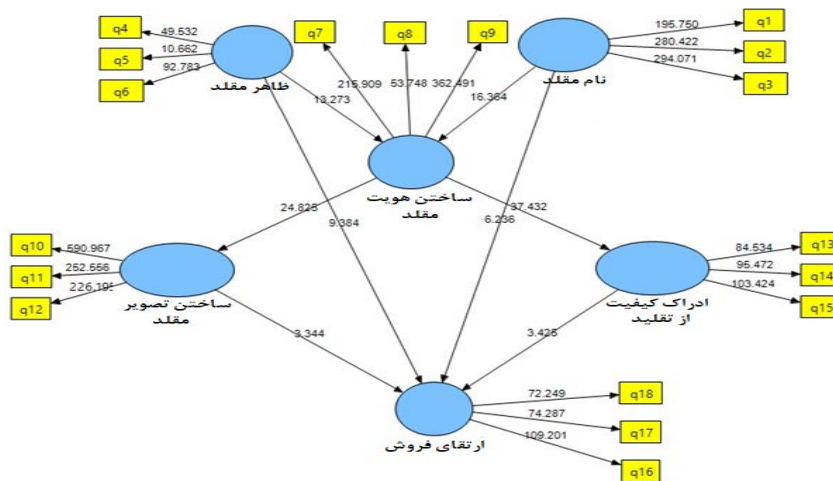 q4
49.532
q5
10.662
q6
92.783
ظاهر مقلد
q7
q8
q9
215.909
53.748
362.491
q1
195.750
q2
280.422
q3
294.071
نام مقلد
13.273
16.364
ساختن هویت
مقلد
24.825
9.384
6.236
37.432
q10
590.967
q11
252.556
q12
ساختن تصویر
مقلد
q13
84.534
q14
95.472
q15
103.424
ادراک کیفیت
از تقلید
3.344
3.425
ارتقای فروش
72.249
q18
74.287
q17
109.201
q16